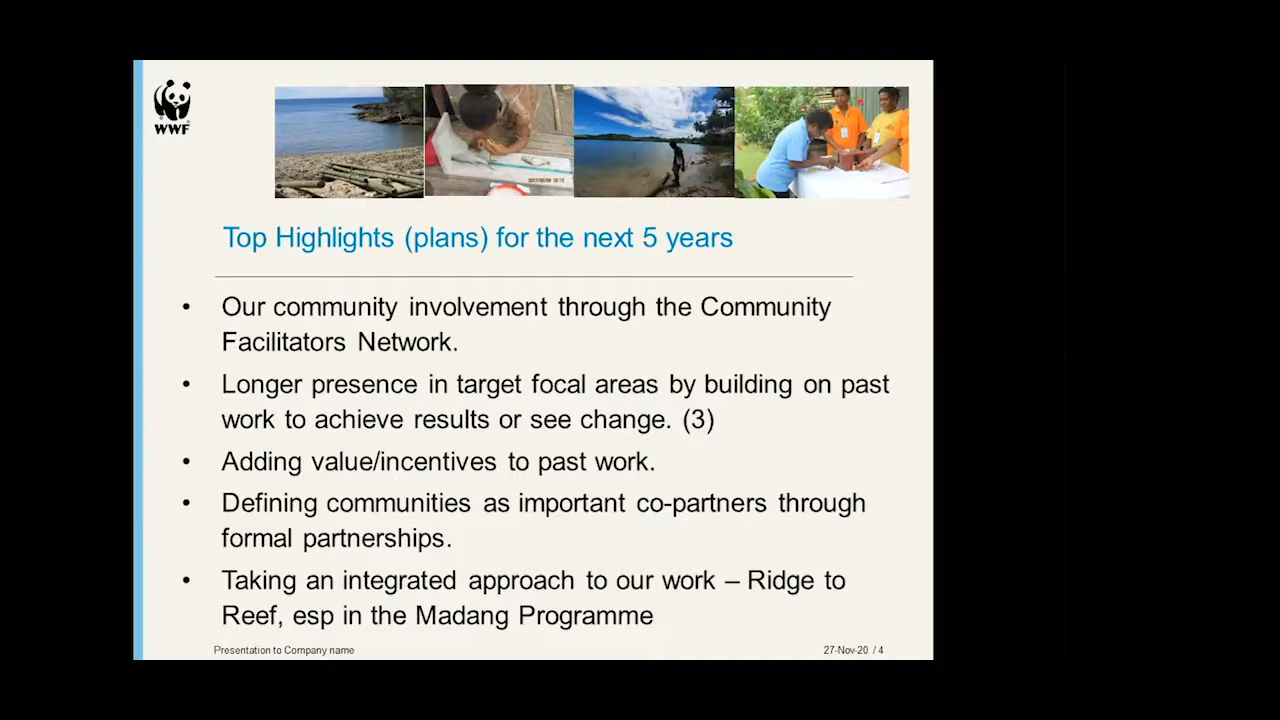 WWF
Top Highlights (plans) for the next 5 years
• Our community involvement through the Community
Facilitators Network.
• Longer presence in target focal areas by building on past
work to achieve results or see change. (3)
• Adding value/incentives to past work.
• Defining communities as important co-partners through
formal partnerships.
• Taking an integrated approach to our work – Ridge to
Reef, esp in the Madang Programme
Presentation to Company name
27-Nov-20 / 4